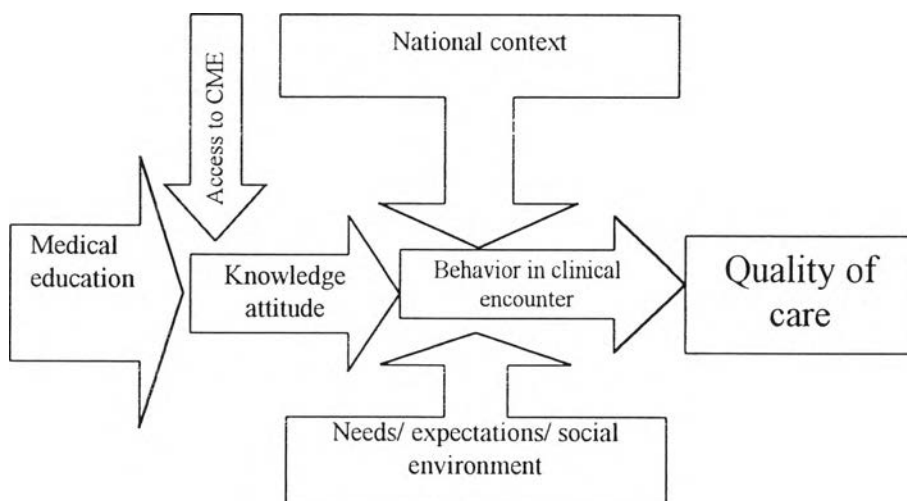 National context
Access to CME
Medical
education
Knowledge
attitude
Behavior in clinical
encounter
Quality of
care
Needs/ expectations/ social
environment